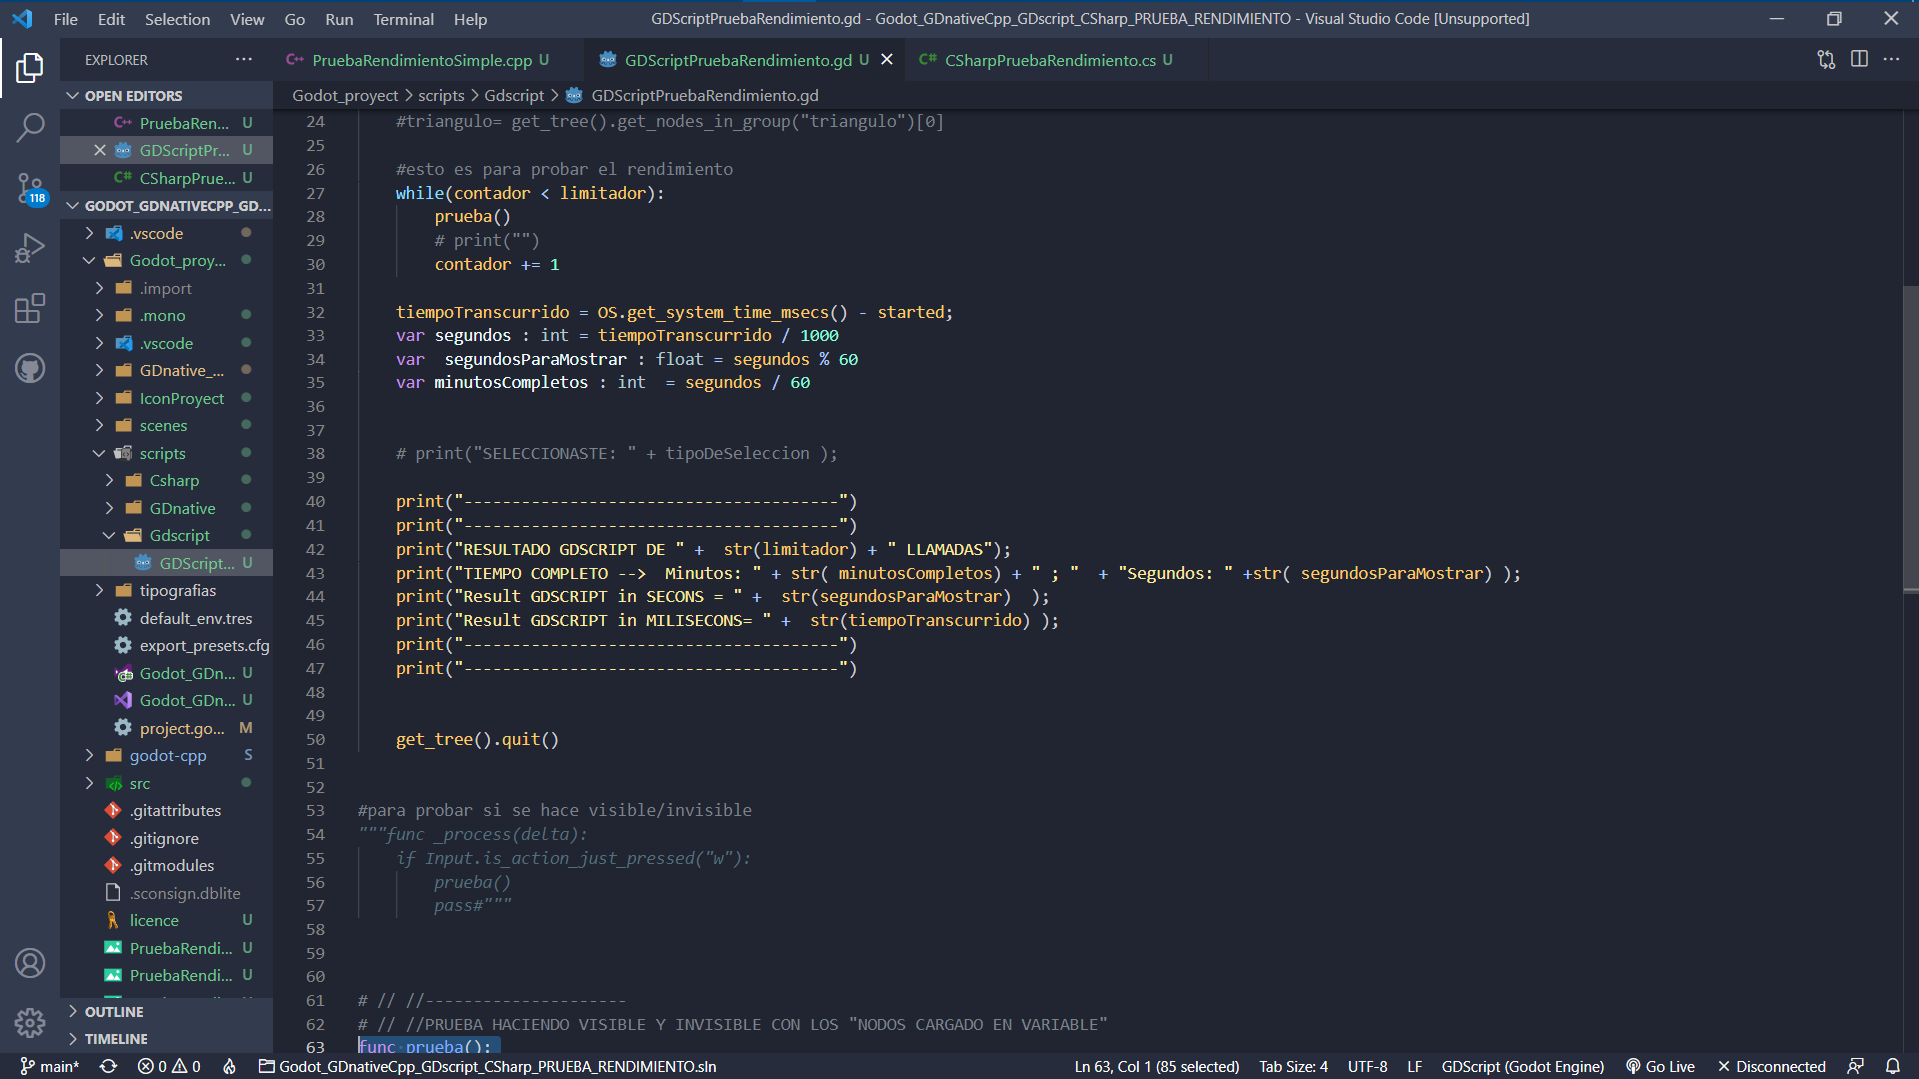 File Edit Selection View Go Run Terminal Help
GDScriptPruebaRendimiento.gd - Godot_GDnativeCpp_GDscript_CSharp_PRUEBA_RENDIMIENTO - Visual Studio Code [Unsupported]
EXPLORER
PruebaRendimientoSimple.cpp U
GDScriptPruebaRendimiento.gd U
C# CSharpPruebaRendimiento.cs U
OPEN EDITORS
C++ PruebaRen... U
GDScriptPr... U
C# CSharpPrue... U
118
GODOT_GDNATIVECPP_GD...
.vscode
Godot_proy...
.import
.mono
.vscode
GDnative_...
IconProyect
scenes
scripts
Csharp
GDnative
Gdscript
GDScript... U
tipografias
default_env.tres
export_presets.cfg
Godot_GDn... U
Godot_GDn... U
project.go... M
godot-cpp S
src
.gitattributes
.gitignore
.gitmodules
.sconsign.dblite
licence U
PruebaRendi... U
PruebaRendi... U
OUTLINE
TIMELINE
Godot_proyect > scripts > Gdscript > GDScriptPruebaRendimiento.gd
24 #triangulo= get_tree().get_nodes_in_group("triangulo")[0]
25
26 #esto es para probar el rendimiento
27 while(contador < limitador):
28 prueba()
29 # print("")
30 contador += 1
31
32 tiempoTranscurrido = OS.get_system_time_msecs() - started;
33 var segundos : int = tiempoTranscurrido / 1000
34 var  segundosParaMostrar : float = segundos % 60
35 var minutosCompletos : int  = segundos / 60
36
37
38 # print("SELECCIONASTE: " + tipoDeSeleccion );
39
40 print("---------------------------------------")
41 print("---------------------------------------")
42 print("RESULTADO GDSCRIPT DE " +  str(limitador) + " LLAMADAS");
43 print("TIEMPO COMPLETO -->  Minutos: " + str( minutosCompletos) + " ; "  + "Segundos: " +str( segundosParaMostrar) );
44 print("Result GDSCRIPT in SECONS = " +  str(segundosParaMostrar)  );
45 print("Result GDSCRIPT in MILISECONS= " +  str(tiempoTranscurrido) );
46 print("---------------------------------------")
47 print("---------------------------------------")
48
49
50 get_tree().quit()
51
52
53 #para probar si se hace visible/invisible
54 """func _process(delta):
55 if Input.is_action_just_pressed("w"):
56 prueba()
57 pass#"""
58
59
60
61 # // //---------------------
62 # // //PRUEBA HACIENDO VISIBLE Y INVISIBLE CON LOS "NODOS CARGADO EN VARIABLE"
63 func prueba():
main* 0 0 Godot_GDnativeCpp_GDscript_CSharp_PRUEBA_RENDIMIENTO.sln Ln 63, Col 1 (85 selected) Tab Size: 4 UTF-8 LF GDScript (Godot Engine) Go Live Disconnected